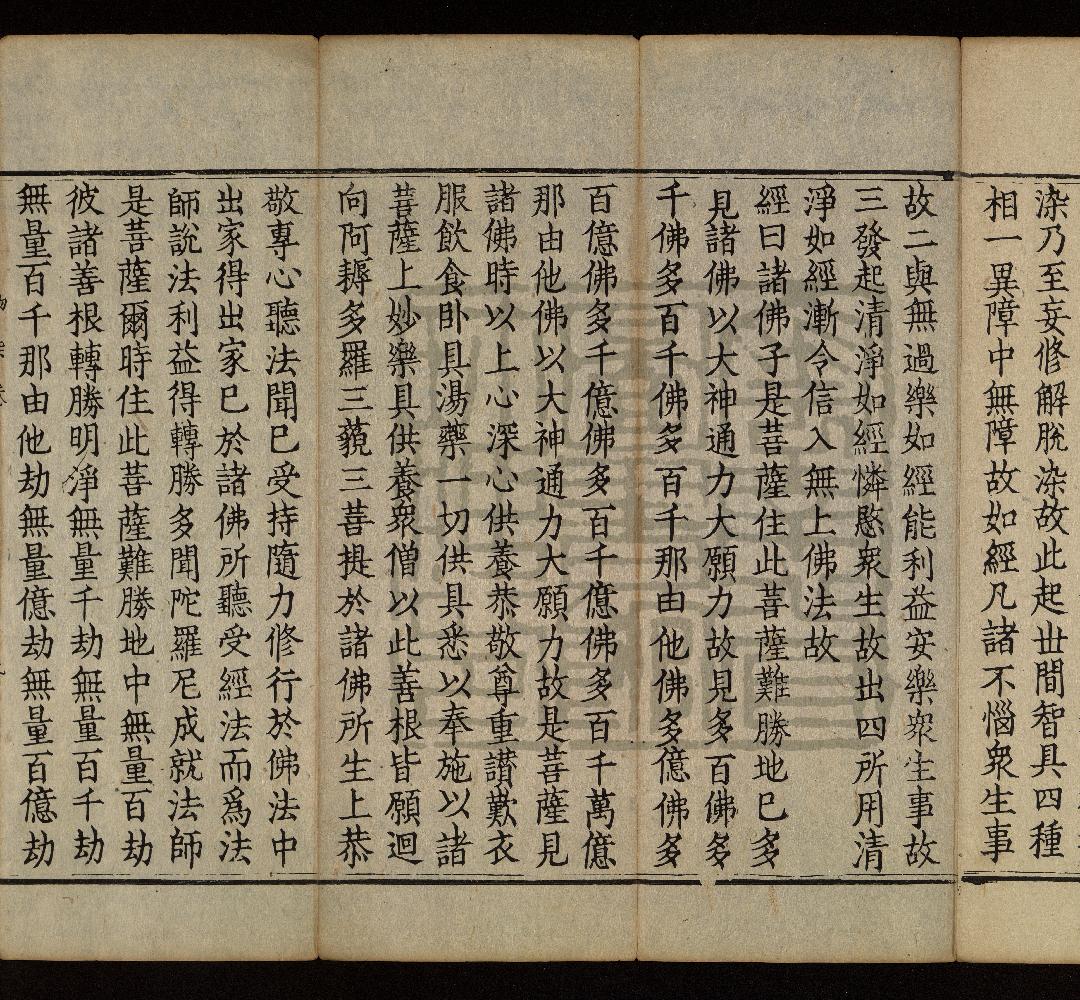 染乃至妄修解脫染故此起世間智具四種
相一異障中無障故如經凡諸不惱衆生事
故二與無過樂如經能利益安樂衆生事故
三發起清淨如經憐愍衆生故出四所用清
淨如經漸令信入無上佛法故
經曰諸佛子是菩薩住此菩薩難勝地已多
見諸佛以大神通力大願力故見多百佛多
千佛多百千佛多百千那由他佛多億佛多
百億佛多千億佛多百千億佛多百千萬億
那由他佛以大神通力大願力故是菩薩見
諸佛時以上心深心供養恭敬尊重讃歎衣
服飲食卧具湯藥一切供具悉以奉施以諸
菩薩上妙樂具供養衆僧以此善根皆願迴
向阿耨多羅三藐三菩提於諸佛所生上恭
敬專心聽法聞已受持隨力修行於佛法中
出家得出家已於諸佛所聽受經法而爲法
師說法利益得轉勝多聞陀羅尼成就法師
是菩薩爾時住此菩薩難勝地中無量百劫
彼諸善根轉勝明淨無量千劫無量百千劫
無量百千那由他劫無量億劫無量百億劫